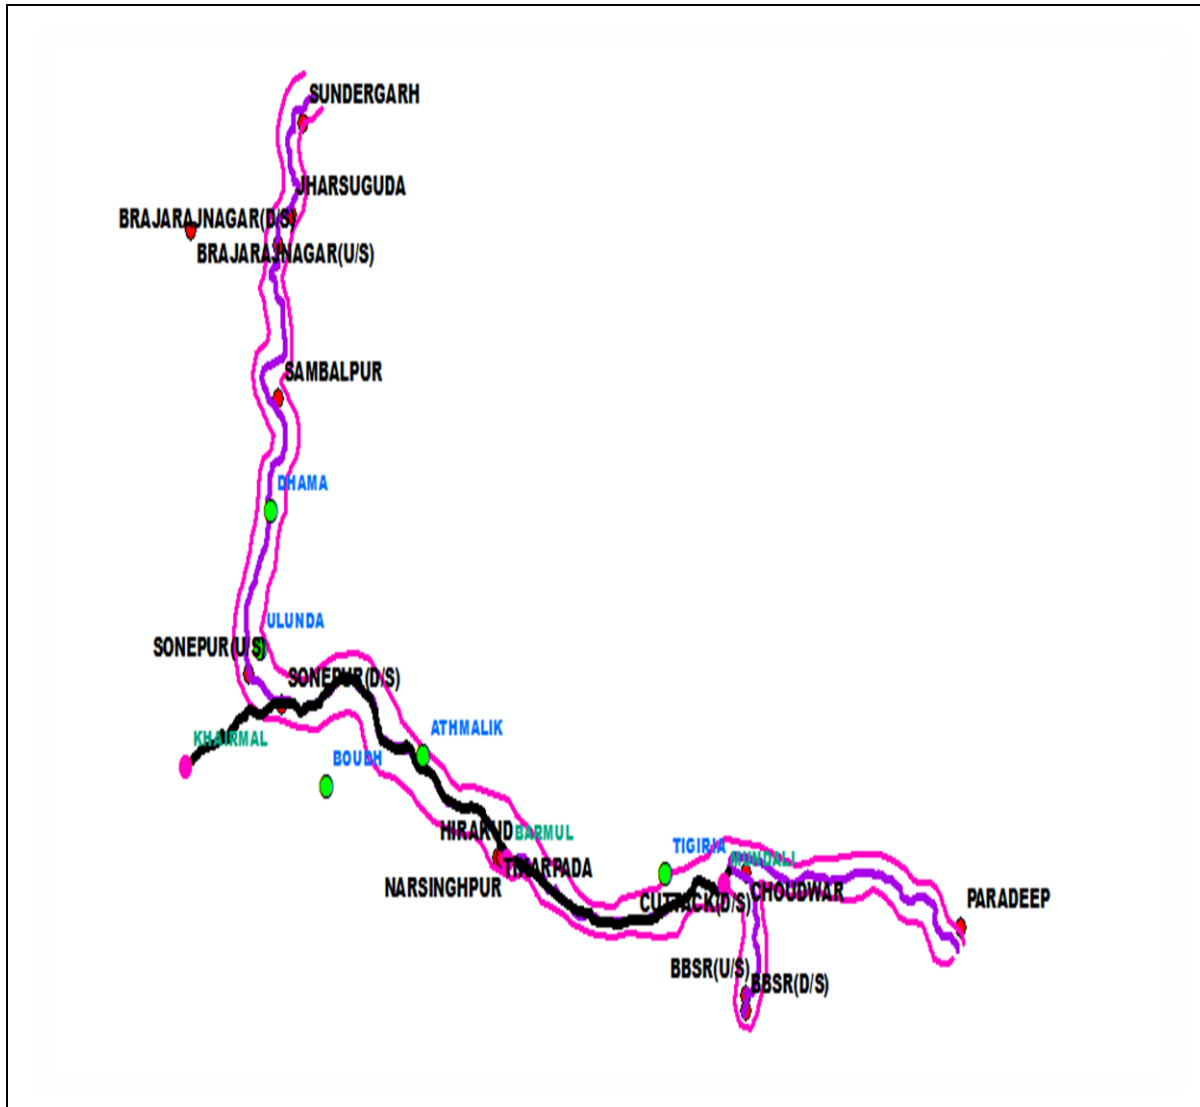 SUNDERGARH
JHARSUGUDA
BRAJARAJNAGAR(D/S)
BRAJARAJNAGAR(U/S)
SAMBALPUR
DHAMA
ULUNDA
SONEPUR(U/S)
SONEPUR(D/S)
ATHMALIK
KHAIRMAL
BOUDH
HIRAKUD
BARMUL
TIKARPADA
NARSINGHPUR
TIGIRIA
MUNDALI
CHOUDWAR
CUTTACK(D/S)
PARADEEP
BBSR(U/S)
BBSR(D/S)